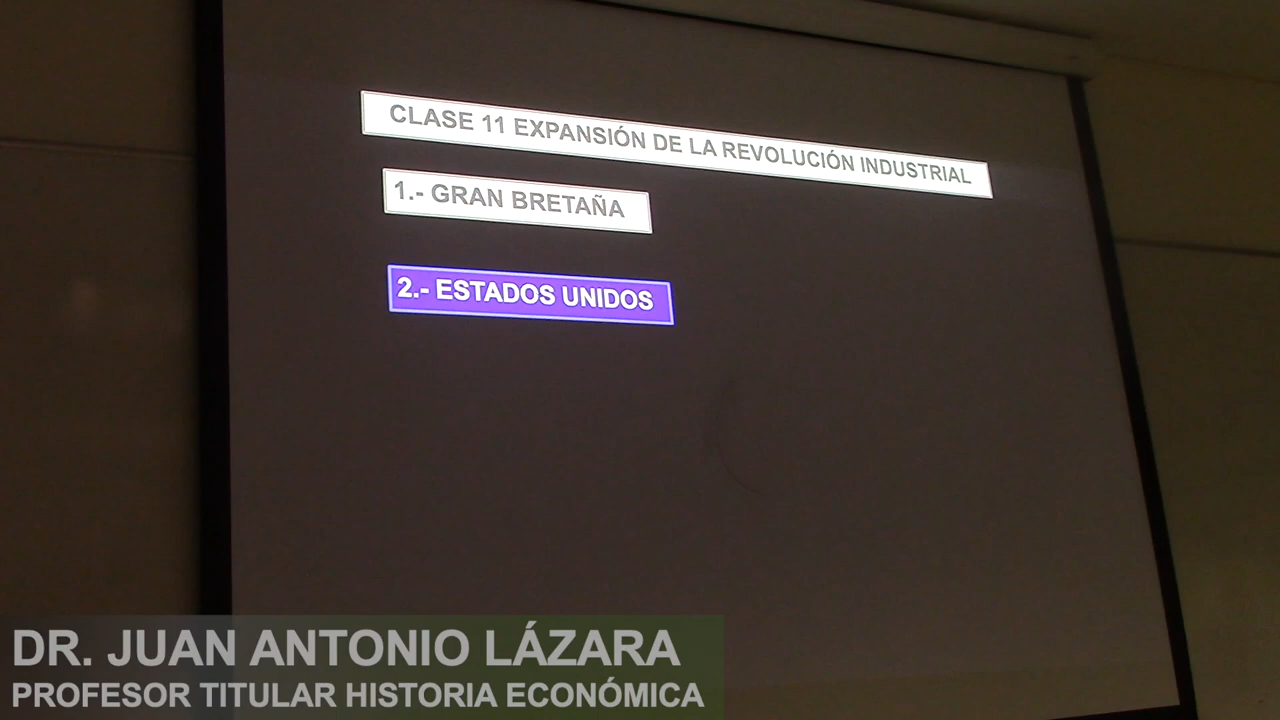 CLASE 11 EXPANSIÓN DE LA REVOLUCIÓN INDUSTRIAL
1.- GRAN BRETAÑA
2.- ESTADOS UNIDOS
DR. JUAN ANTONIO LÁZARA
PROFESOR TITULAR HISTORIA ECONÓMICA